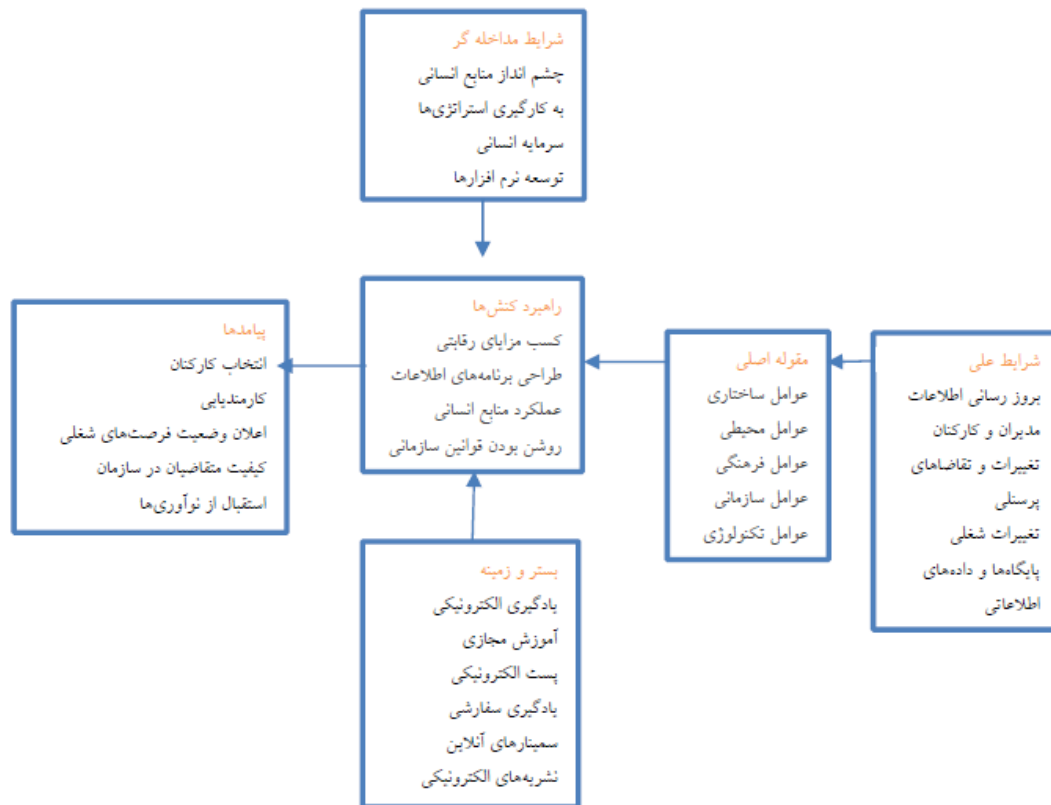 شرایط مداخله گر
چشم انداز منابع انسانی
به کارگیری استراتژی‌ها
سرمایه انسانی
توسعه نرم افزارها
شرایط علی
بروز رسانی اطلاعات
مدیران و کارکنان
تغییرات و تقاضاهای
پرسنلی
تغییرات شغلی
پایگاه‌ها و داده‌های
اطلاعاتی
مقوله اصلی
عوامل ساختاری
عوامل محیطی
عوامل فرهنگی
عوامل سازمانی
عوامل تکنولوژی
راهبرد کنش‌ها
کسب مزایای رقابتی
طراحی برنامه‌های اطلاعات
عملکرد منابع انسانی
روشن بودن قوانین سازمانی
پیامدها
انتخاب کارکنان
کارمندیابی
اعلان وضعیت فرصت‌های شغلی
کیفیت متقاضیان در سازمان
استقبال از نوآوری‌ها
بستر و زمینه
یادگیری الکترونیکی
آموزش مجازی
پست الکترونیکی
یادگیری سفارشی
سمینارهای آنلاین
نشریه‌های الکترونیکی